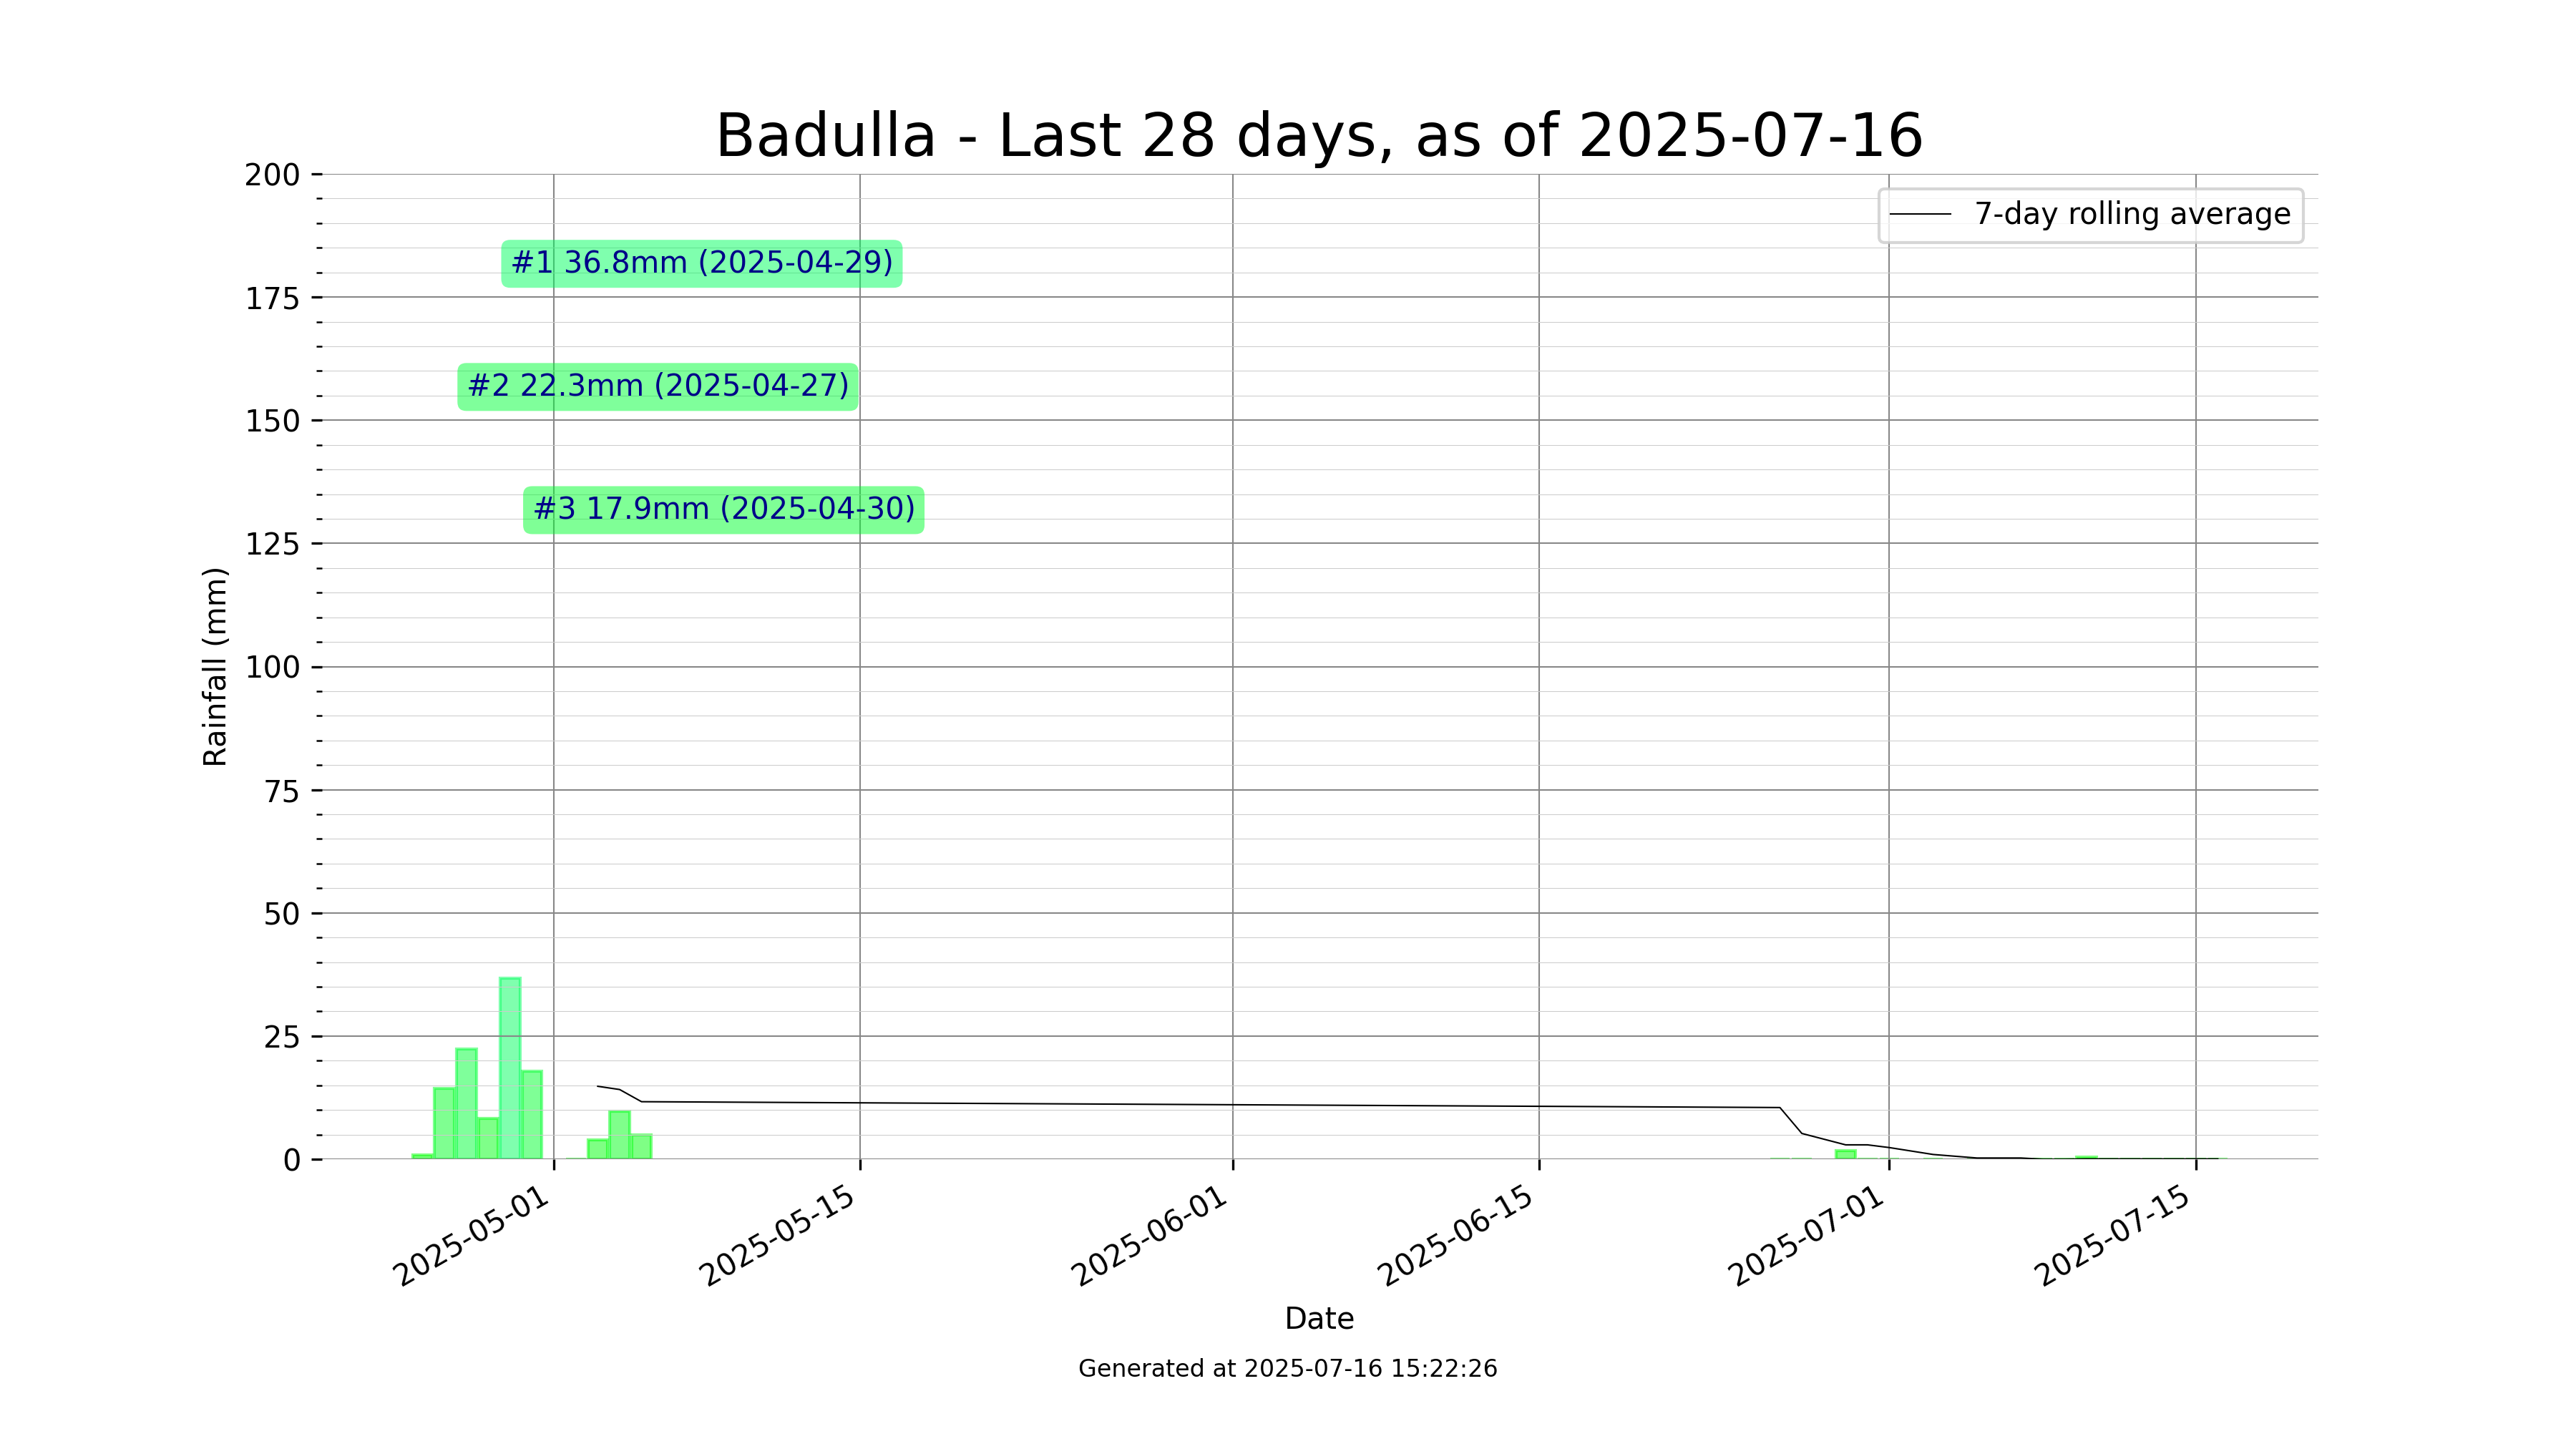 Badulla - Last 28 days, as of 2025-07-16
7-day rolling average
#1 36.8mm (2025-04-29)
#2 22.3mm (2025-04-27)
#3 17.9mm (2025-04-30)
Rainfall (mm)
200
175
150
125
100
75
50
25
0
2025-05-01
2025-05-15
2025-06-01
2025-06-15
2025-07-01
2025-07-15
Date
Generated at 2025-07-16 15:22:26